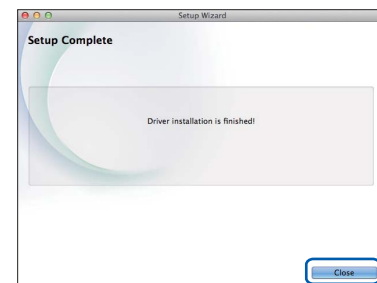 Setup Wizard
Setup Complete
Driver installation is finished!
Close